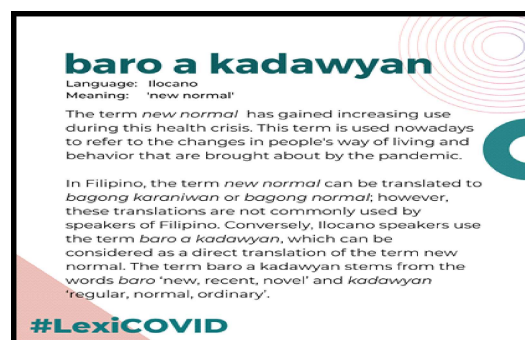 baro a kadawyan
Language: Ilocano
Meaning: 'new normal'
The term new normal has gained increasing use
during this health crisis. This term is used nowadays
to refer to the changes in people's way of living and
behavior that are brought about by the pandemic.
In Filipino, the term new normal can be translated to
bagong karaniwan or bagong normal; however,
these translations are not commonly used by
speakers of Filipino. Conversely, Ilocano speakers use
the term baro a kadawyan, which can be
considered as a direct translation of the term new
normal. The term baro a kadawyan stems from the
words baro 'new, recent, novel' and kadawyan
'regular, normal, ordinary'.
#LexiCOVID